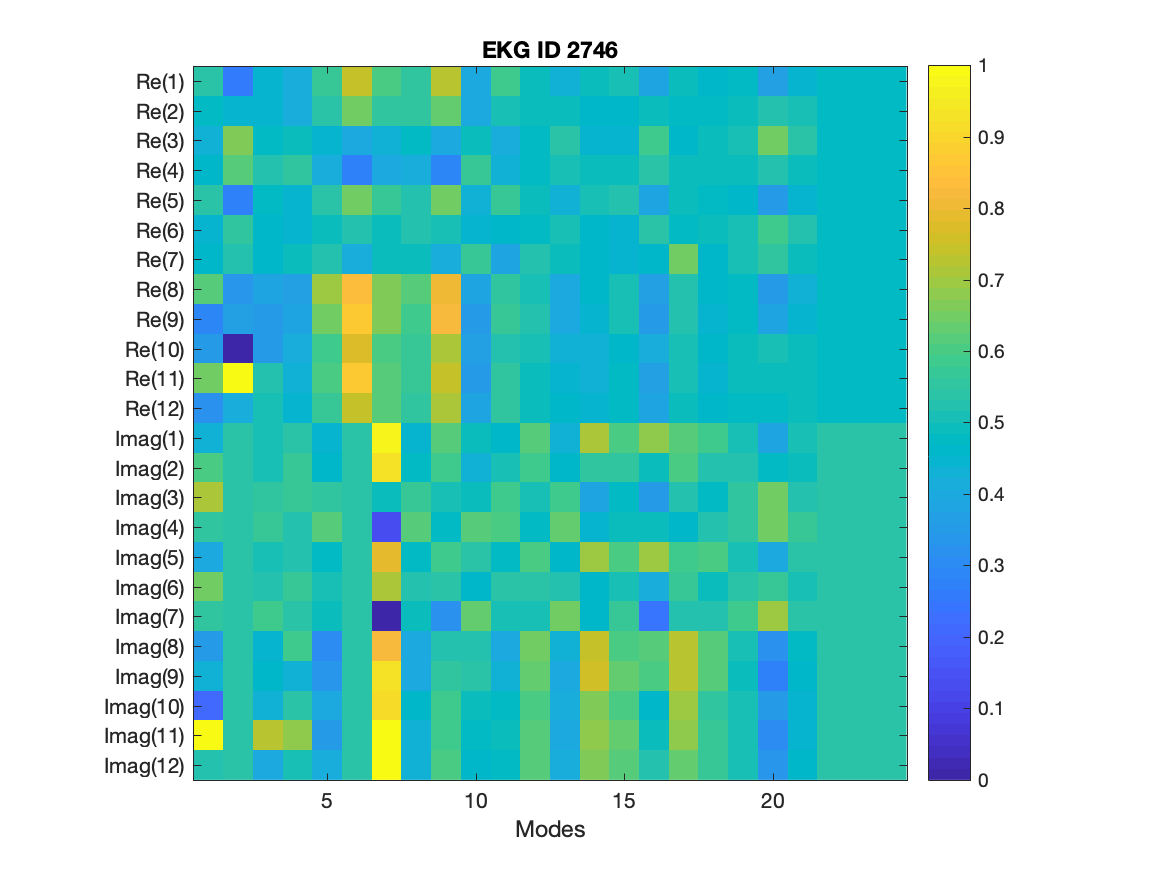 EKG ID 2746
Re(1)
Re(2)
Re(3)
Re(4)
Re(5)
Re(6)
Re(7)
Re(8)
Re(9)
Re(10)
Re(11)
Re(12)
Imag(1)
Imag(2)
Imag(3)
Imag(4)
Imag(5)
Imag(6)
Imag(7)
Imag(8)
Imag(9)
Imag(10)
Imag(11)
Imag(12)
5 10 15 20
Modes
1
0.9
0.8
0.7
0.6
0.5
0.4
0.3
0.2
0.1
0